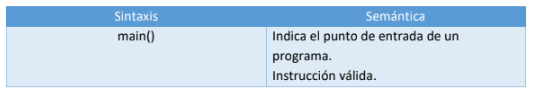 Sintaxis Semántica
main() Indica el punto de entrada de un
programa.
Instrucción válida.